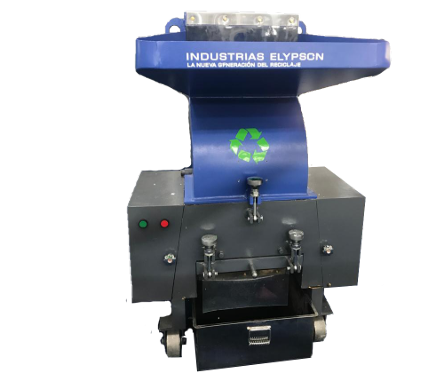 INDUSTRIAS ELYPSON
LA NUEVA GENERACIÓN DEL RECICLAJE